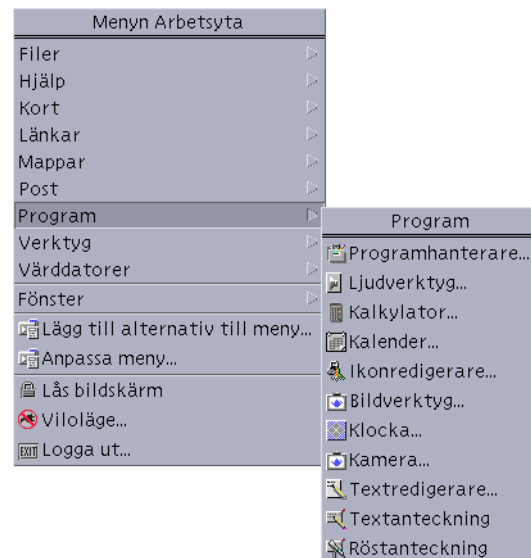 Menyn Arbetsyta
Filer
Hjälp
Kort
Länkar
Mappar
Post
Program
Verktyg
Värddatorer
Fönster
Lägg till alternativ till meny...
Anpassa meny...
Lås bildskärm
Viloläge...
EXIT Logga ut...
Program
Programhanterare...
Ljudverktyg...
Kalkylator...
Kalender...
Ikonredigerare...
Bildverktyg...
Klocka...
Kamera...
Textredigerare...
Textanteckning
Röstanteckning